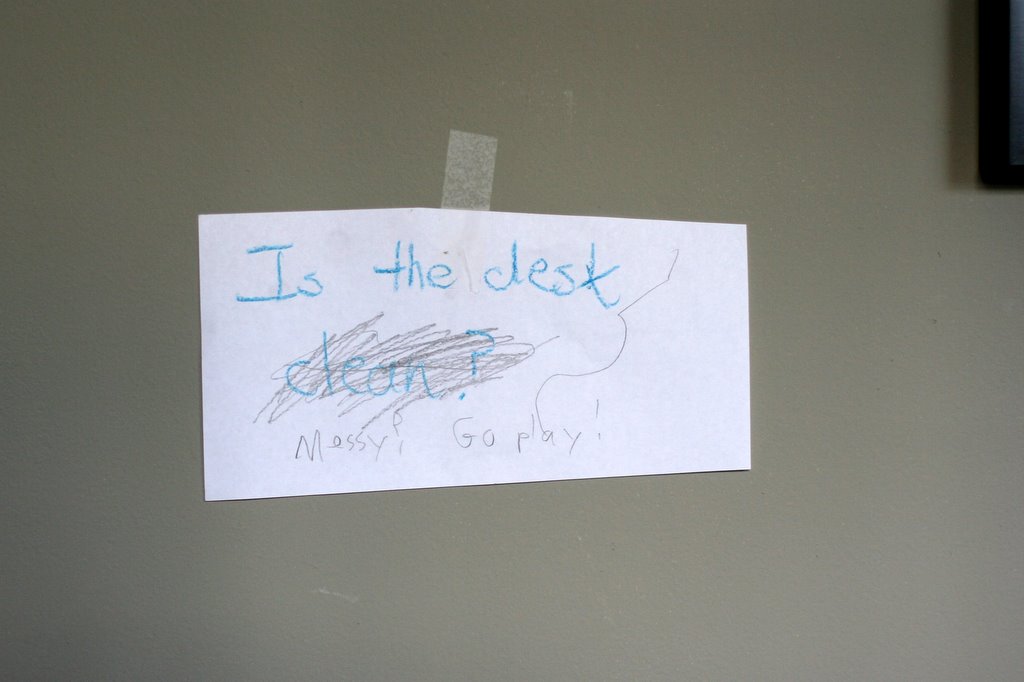 Is the desk
clean?
Messy? Go play!